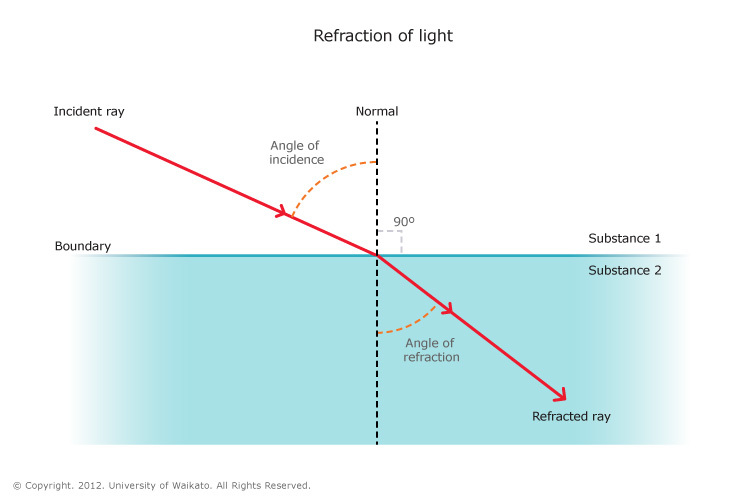 Refraction of light
Incident ray
Normal
Angle of
incidence
90º
Boundary
Substance 1
Substance 2
Angle of
refraction
Refracted ray
© Copyright. 2012. University of Waikato. All Rights Reserved.